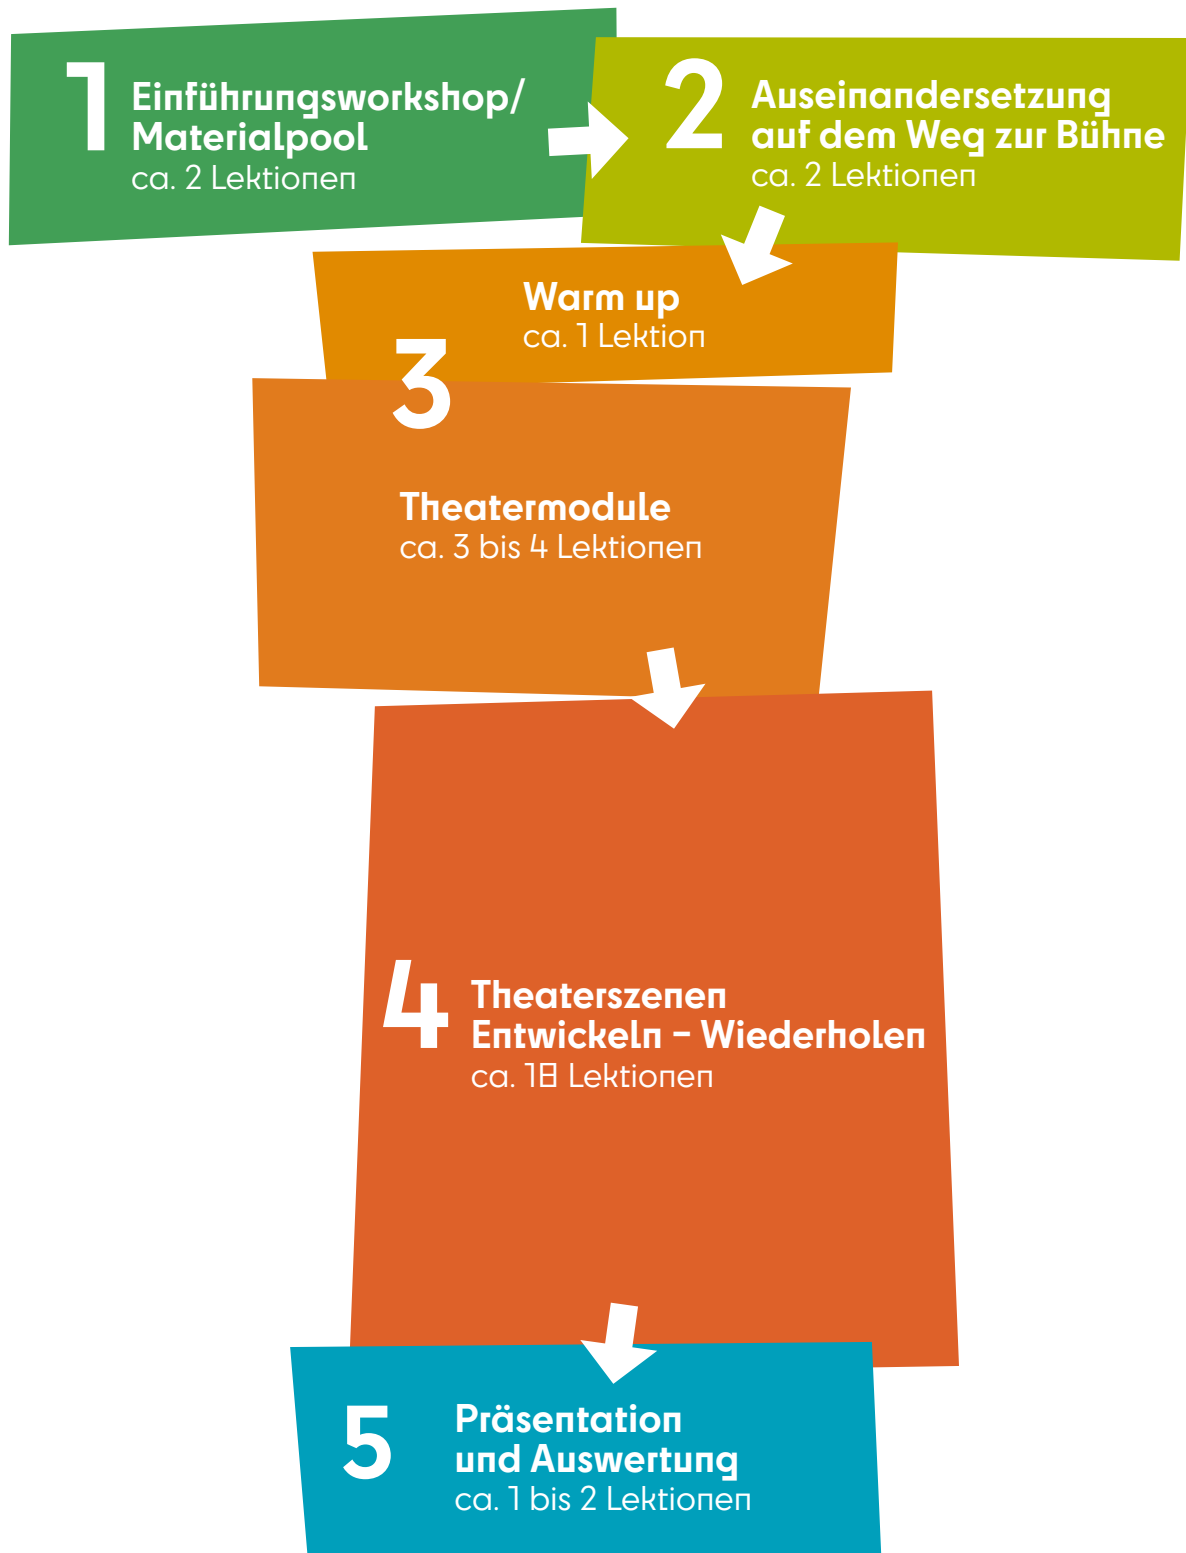 1
Einführungsworkshop/
Materialpool
ca. 2 Lektionen
2
Auseinandersetzung
auf dem Weg zur Bühne
ca. 2 Lektionen
3
Warm up
ca. 1 Lektion
Theatermodule
ca. 3 bis 4 Lektionen
4
Theaterszenen
Entwickeln – Wiederholen
ca. 18 Lektionen
5
Präsentation
und Auswertung
ca. 1 bis 2 Lektionen